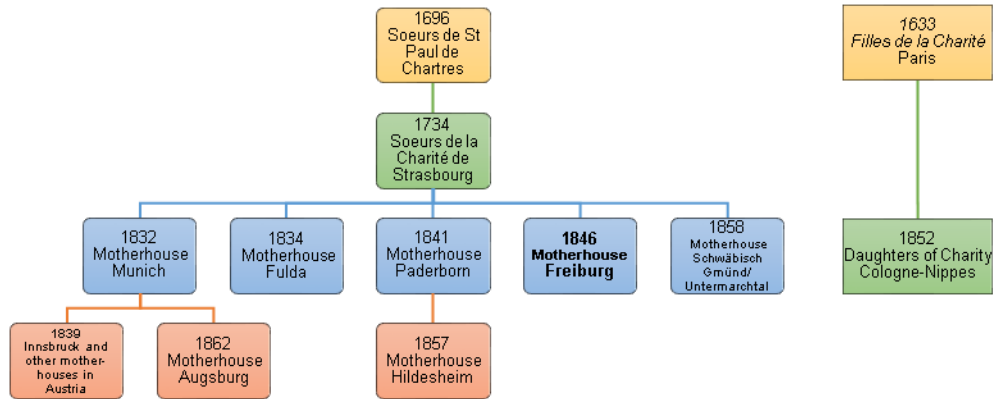 1696
Soeurs de St
Paul de
Chartres
1633
Filles de la Charité
Paris
1734
Soeurs de la
Charité de
Strasbourg
1832
Motherhouse
Munich
1834
Motherhouse
Fulda
1841
Motherhouse
Paderborn
1846
Motherhouse
Freiburg
1858
Motherhouse
Schwäbisch
Gmünd/
Untermarchtal
1852
Daughters of Charity
Cologne-Nippes
1839
Innsbruck and
other mother-
houses in
Austria
1862
Motherhouse
Augsburg
1857
Motherhouse
Hildesheim